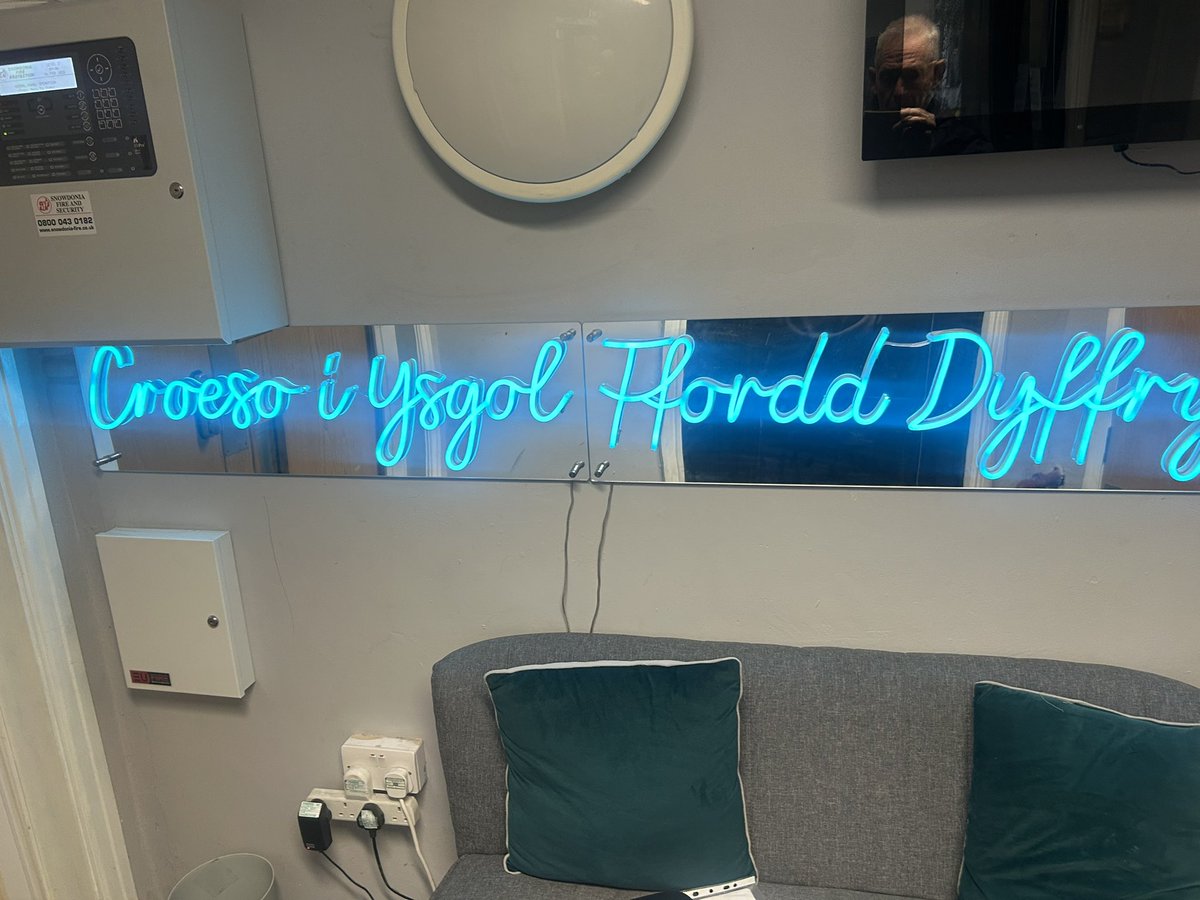 SNOWDONIA
FIRE AND
SECURITY
0800 043 0182
www.snowdonia-fire.co.uk
Croeso i Ysgol Ffordd Dyffry